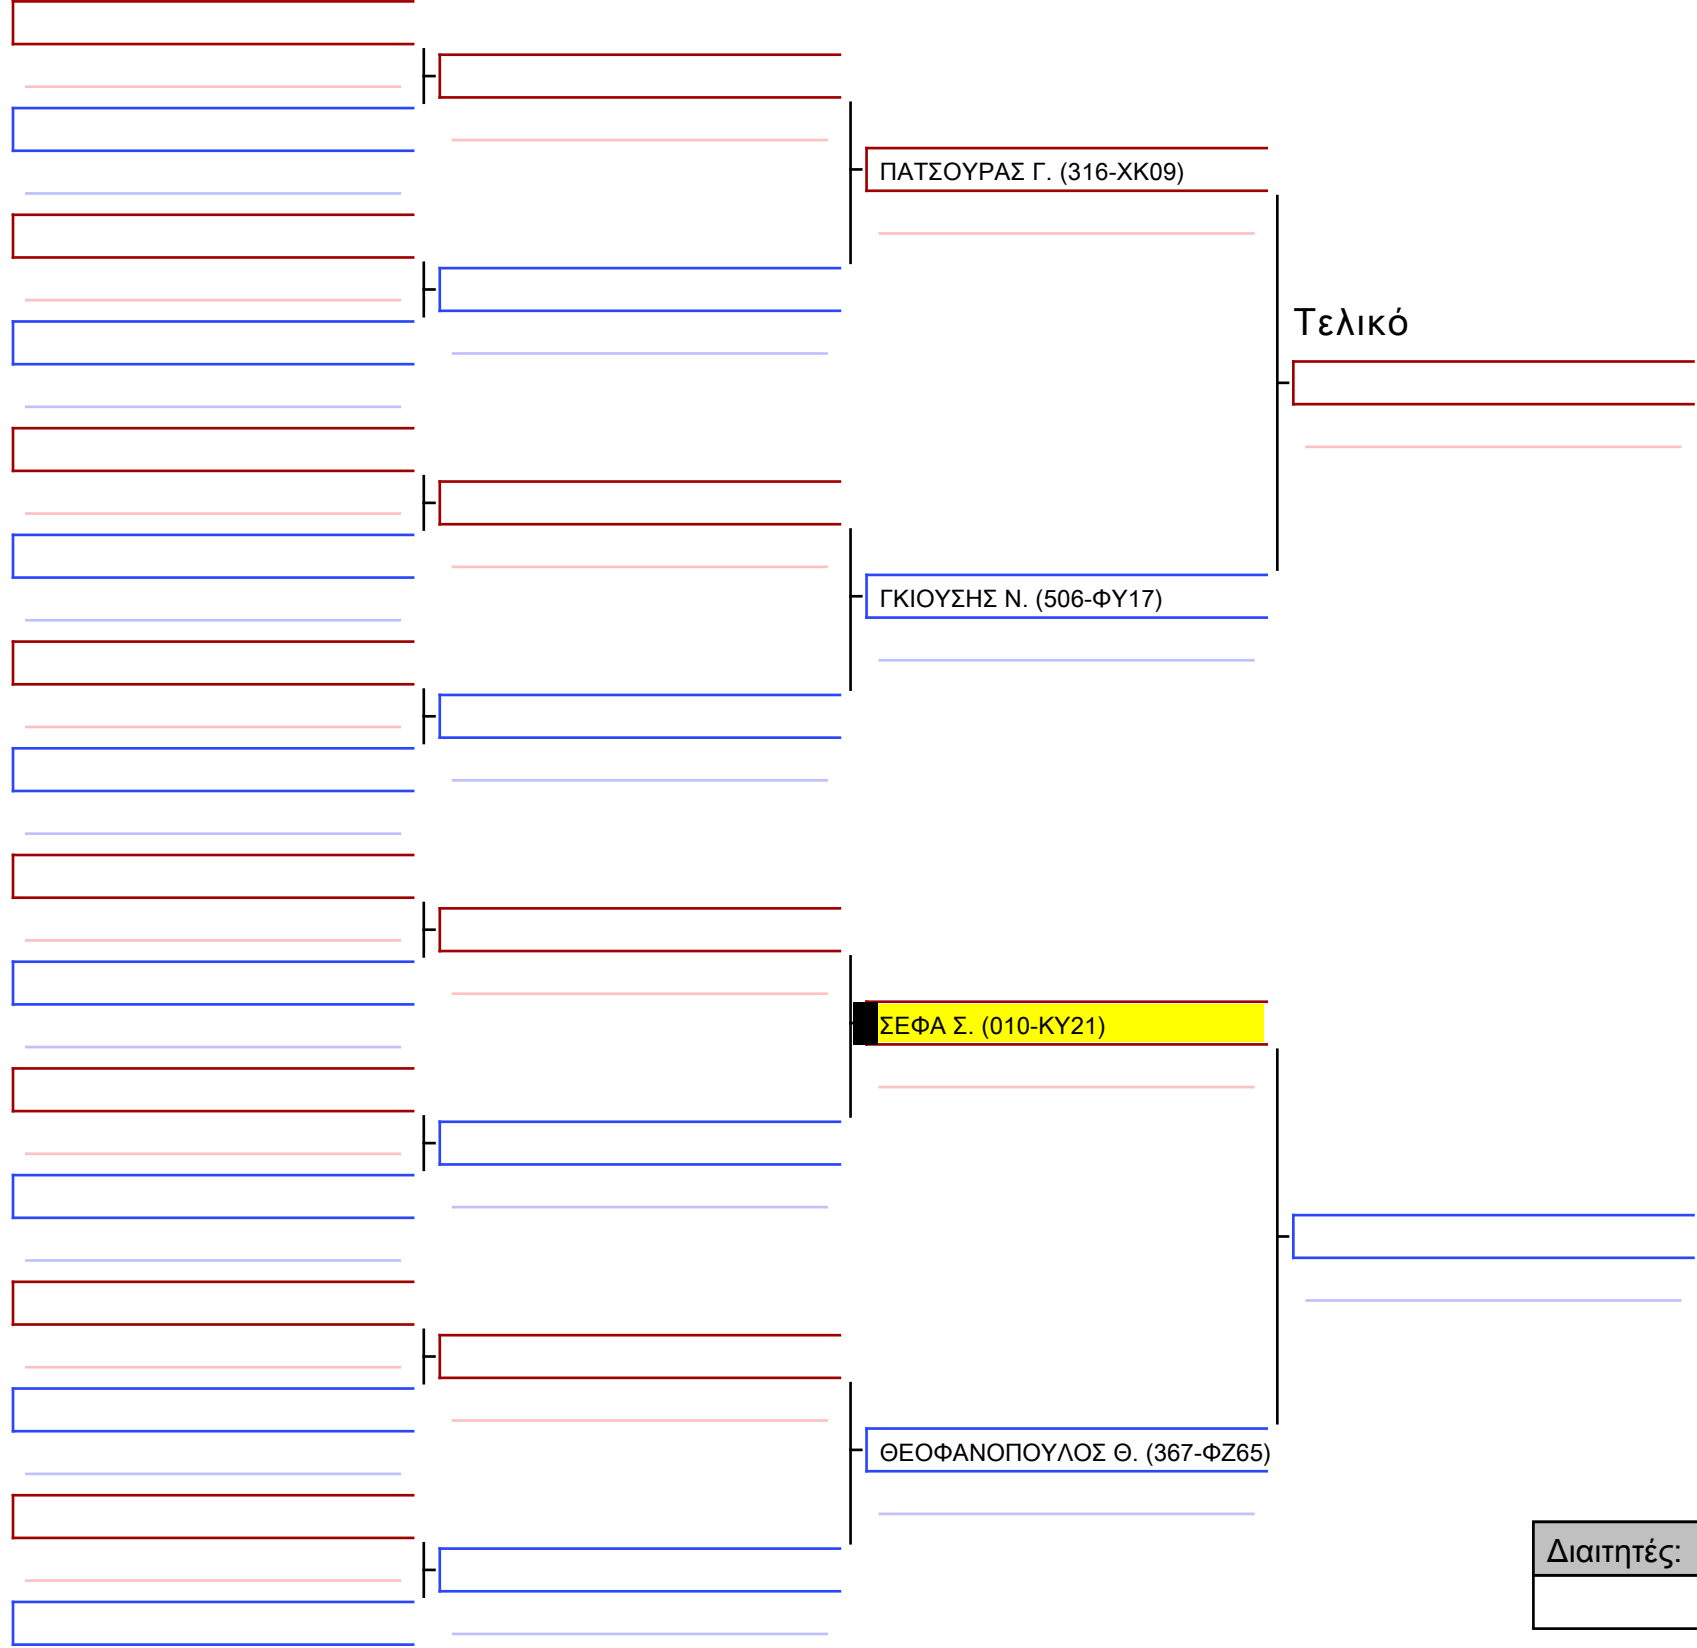 ΠΑΤΣΟΥΡΑΣ Γ. (316-ΧΚ09)
Τελικό
ΓΚΙΟΥΣΗΣ Ν. (506-ΦΥ17)
ΣΕΦΑ Σ. (010-ΚΥ21)
ΘΕΟΦΑΝΟΠΟΥΛΟΣ Θ. (367-ΦΖ65)
Διαιτητές: